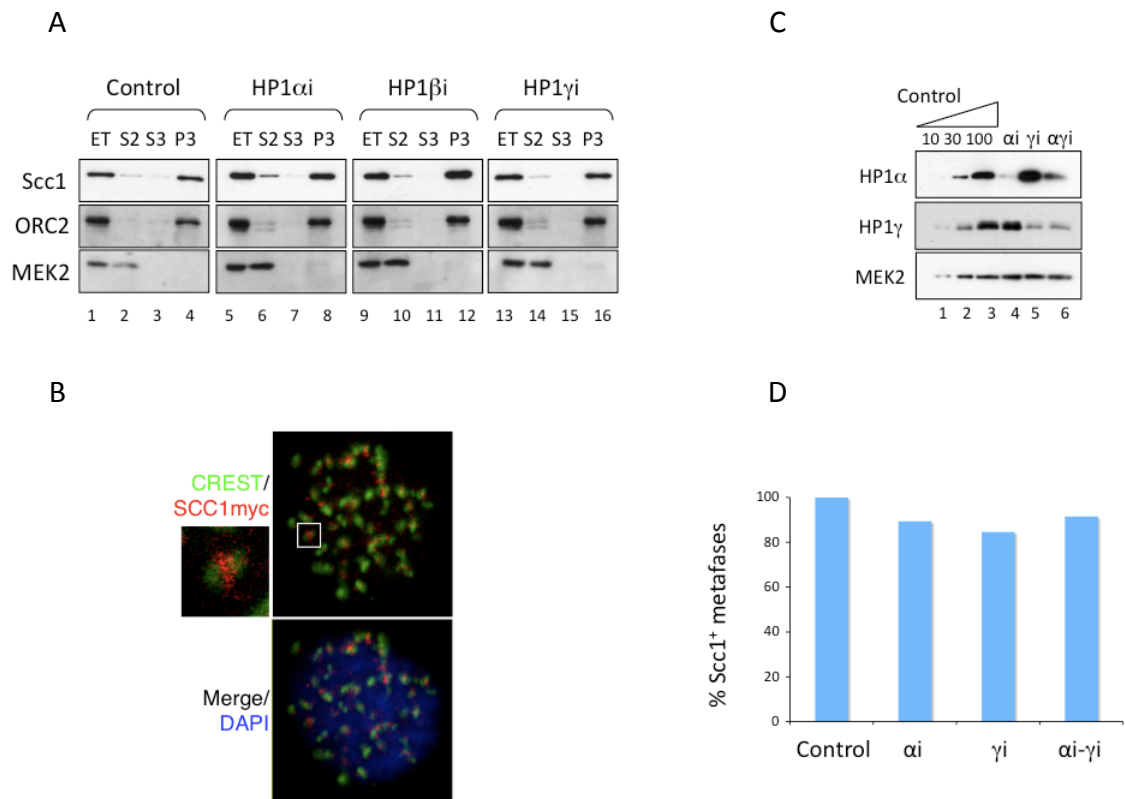 A
Control HP1αi HP1βi HP1γi
ET S2 S3 P3 ET S2 S3 P3 ET S2 S3 P3 ET S2 S3 P3
Scc1
ORC2
MEK2
1 2 3 4 5 6 7 8 9 10 11 12 13 14 15 16
C
Control
10 30 100 αi γi αγi
HP1α
HP1γ
MEK2
1 2 3 4 5 6
B
CREST/
SCC1myc
Merge/
DAPI
D
% Scc1+ metafases
100
80
60
40
20
0
Control αi γi αi-γi